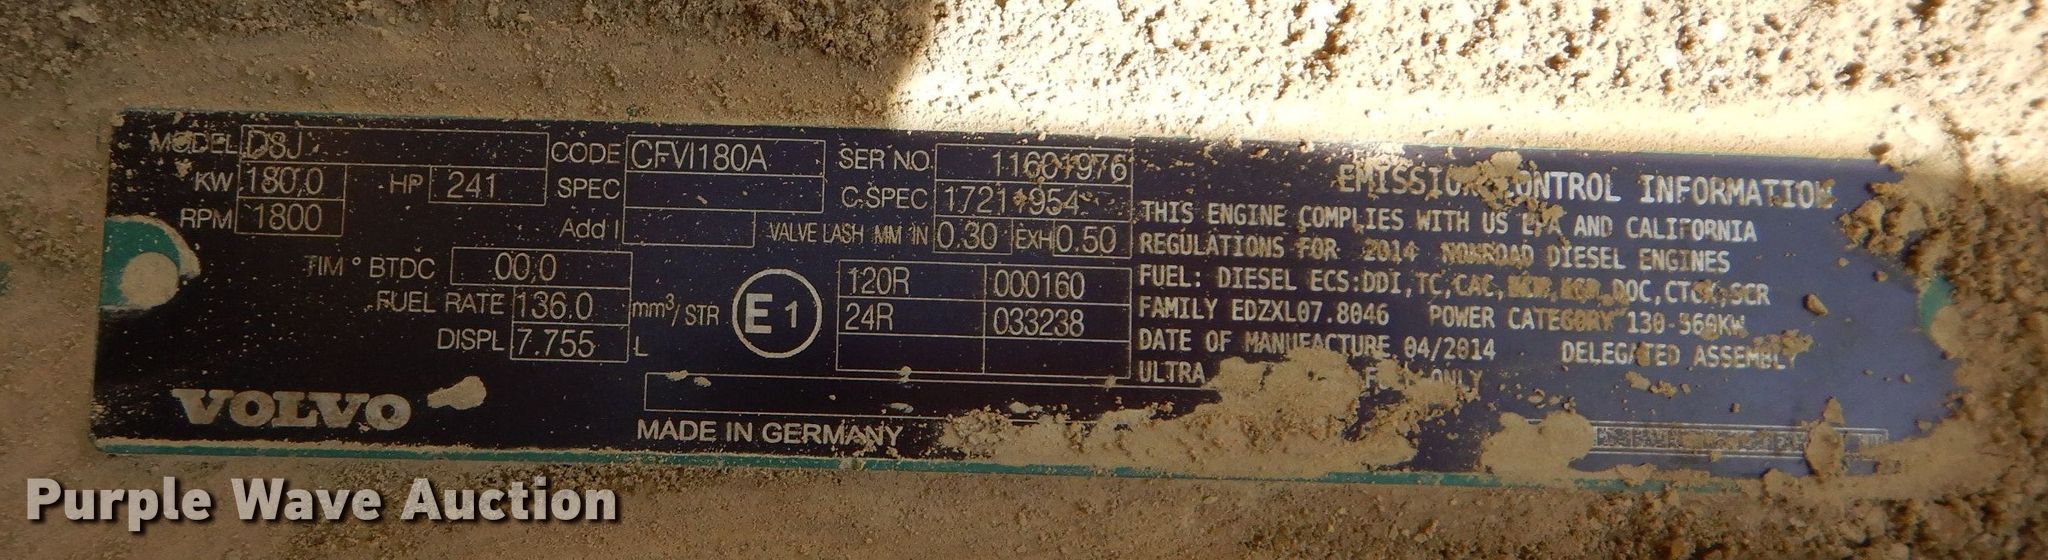 MODEL D8J
KW 180,0 HP 241
RPM 1800
CODE CFVI180A
SPEC
Add I
SER NO. 11601976
C.SPEC 17211954
VALVE LASH MM IN 0.30 EXH 0.50
TIM ° BTDC 00,0
FUEL RATE 136.0 mm³/STR
DISPL 7.755 L
E1
120R 000160
24R 033238
VOLVO
MADE IN GERMANY
EMISSION CONTROL INFORMATION
THIS ENGINE COMPLIES WITH US EPA AND CALIFORNIA
REGULATIONS FOR 2014 NONROAD DIESEL ENGINES
FUEL: DIESEL ECS:DDI,TC,CAC, DOC, SCR
FAMILY EDZXL07.8046 POWER CATEGORY 130-560KW
DATE OF MANUFACTURE 04/2014 DELEGATED ASSEMBLY
ULTRA ONLY
Purple Wave Auction